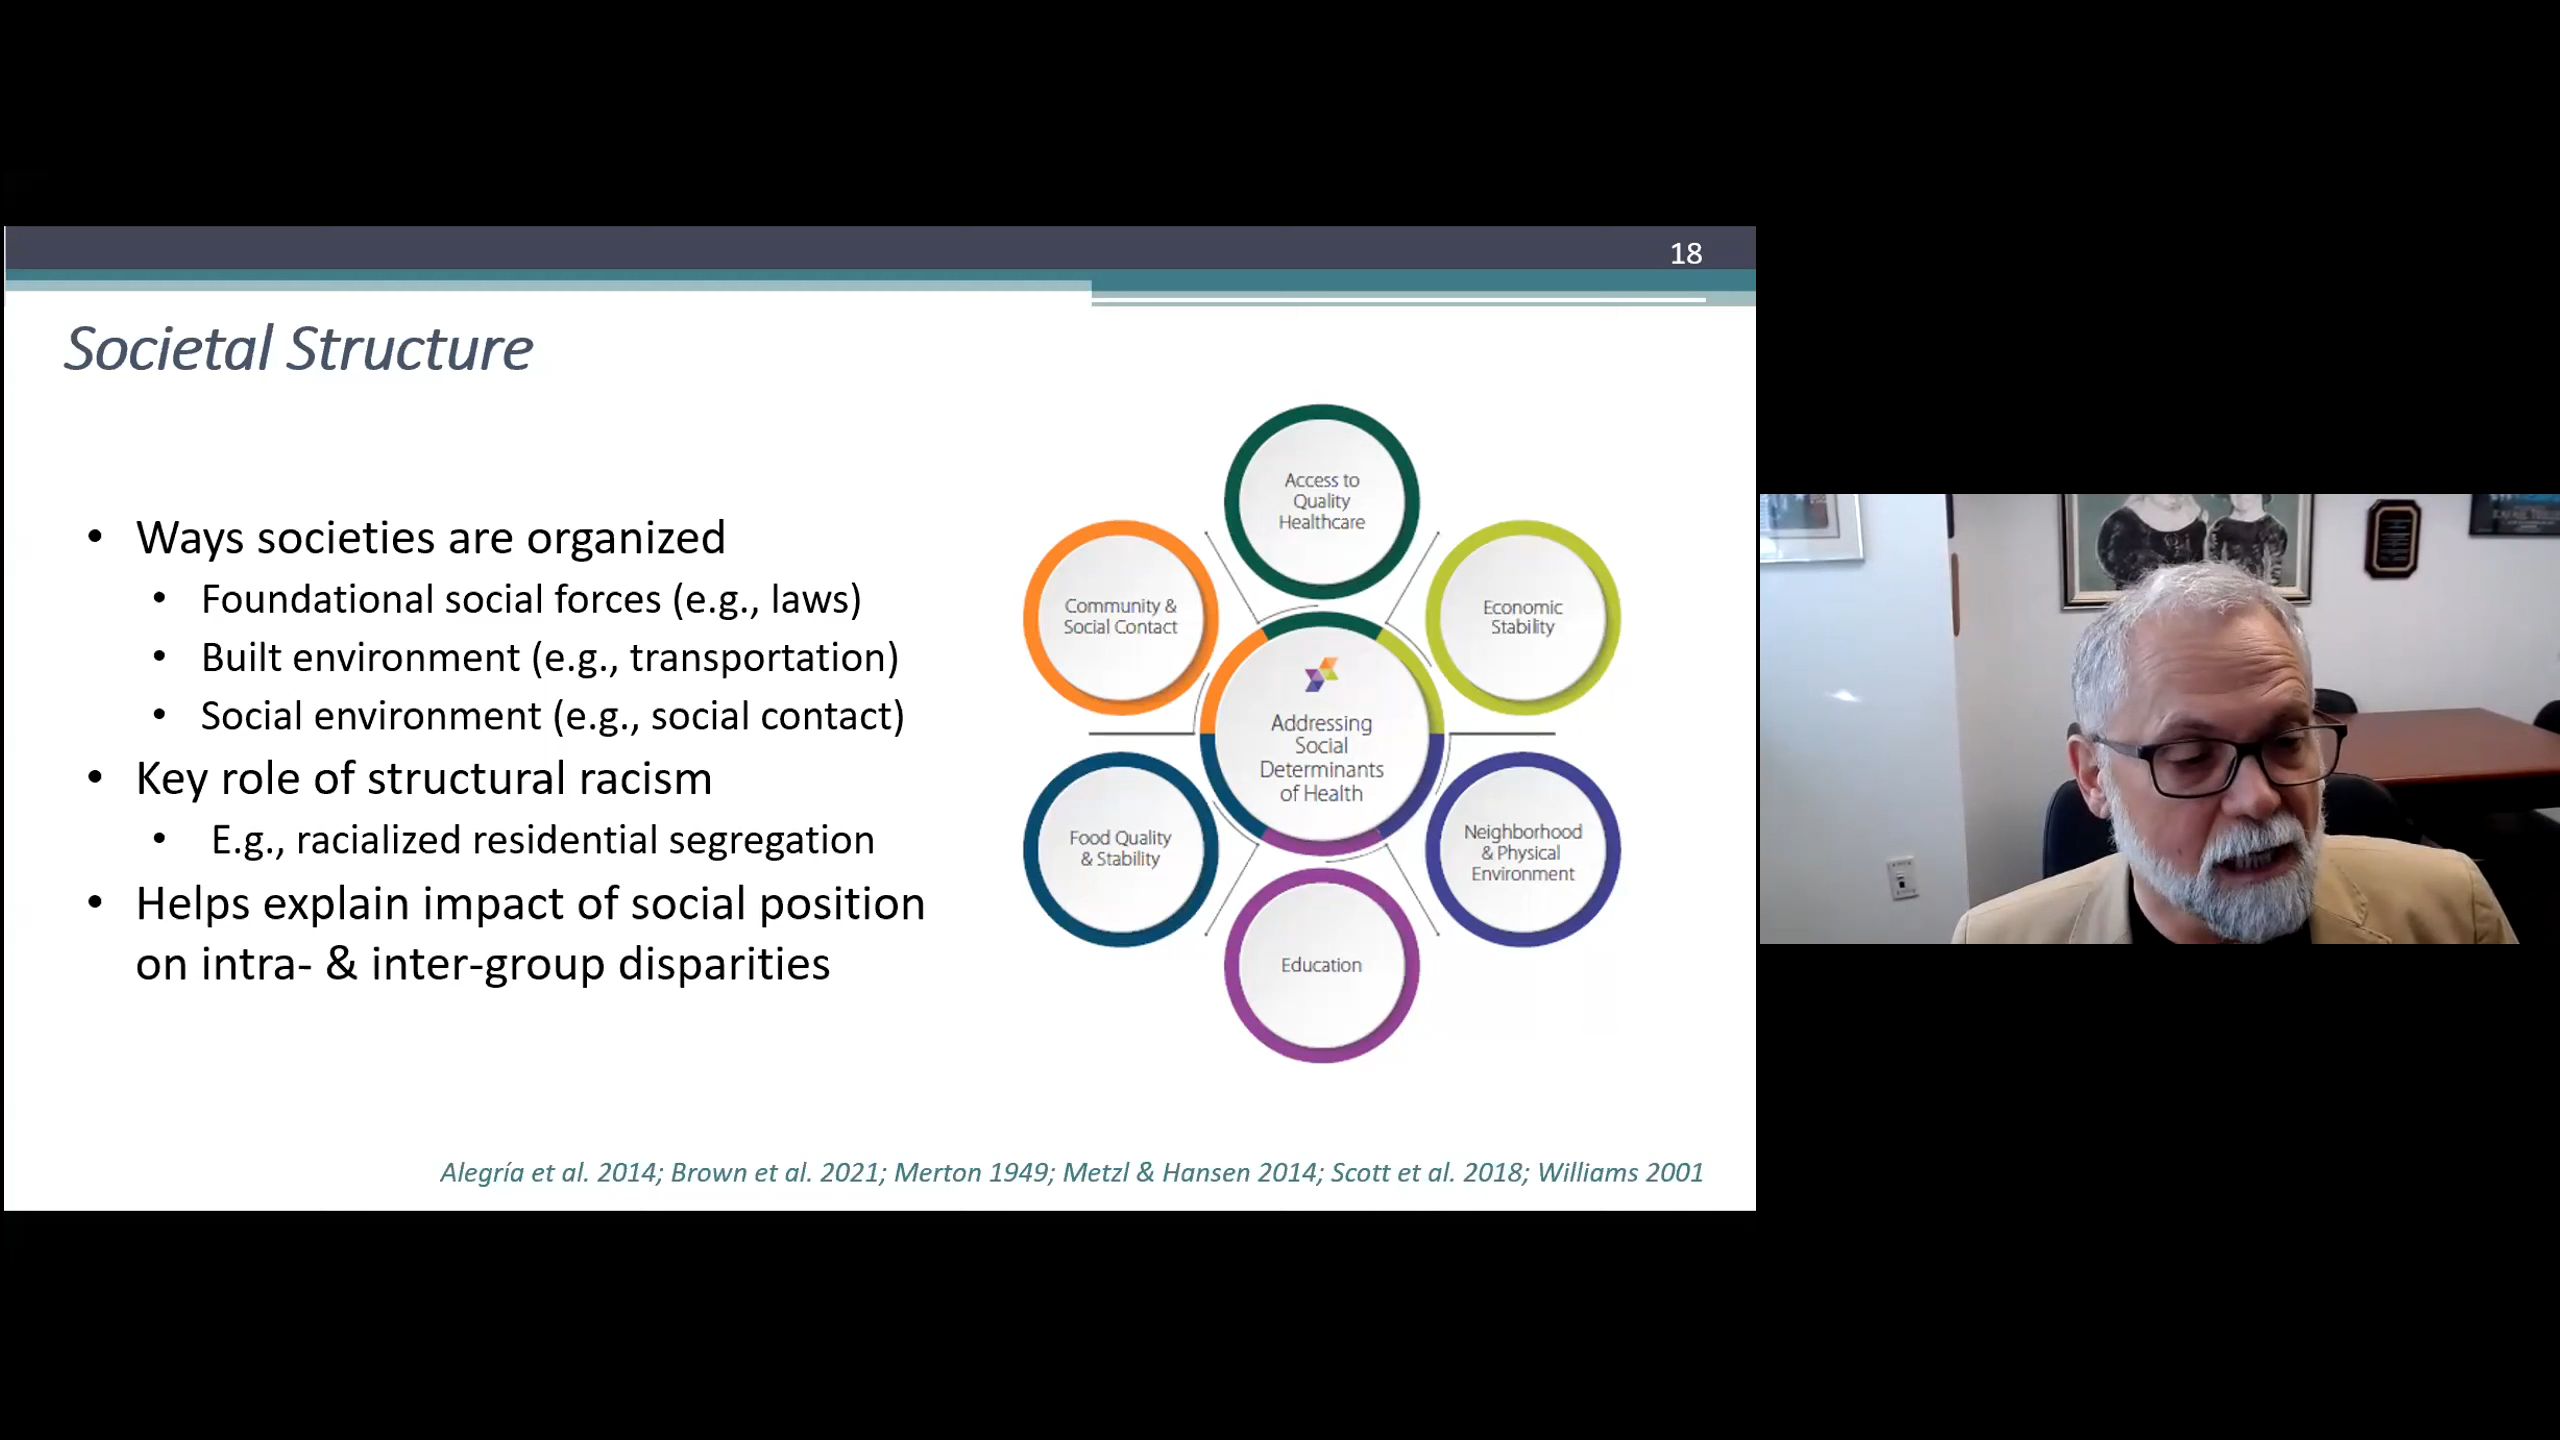 18
Societal Structure
• Ways societies are organized
• Foundational social forces (e.g., laws)
• Built environment (e.g., transportation)
• Social environment (e.g., social contact)
• Key role of structural racism
• E.g., racialized residential segregation
• Helps explain impact of social position
on intra- & inter-group disparities
Access to
Quality
Healthcare
Community &
Social Contact
Economic
Stability
Addressing
Social
Determinants
of Health
Food Quality
& Stability
Neighborhood
& Physical
Environment
Education
Alegría et al. 2014; Brown et al. 2021; Merton 1949; Metzl & Hansen 2014; Scott et al. 2018; Williams 2001